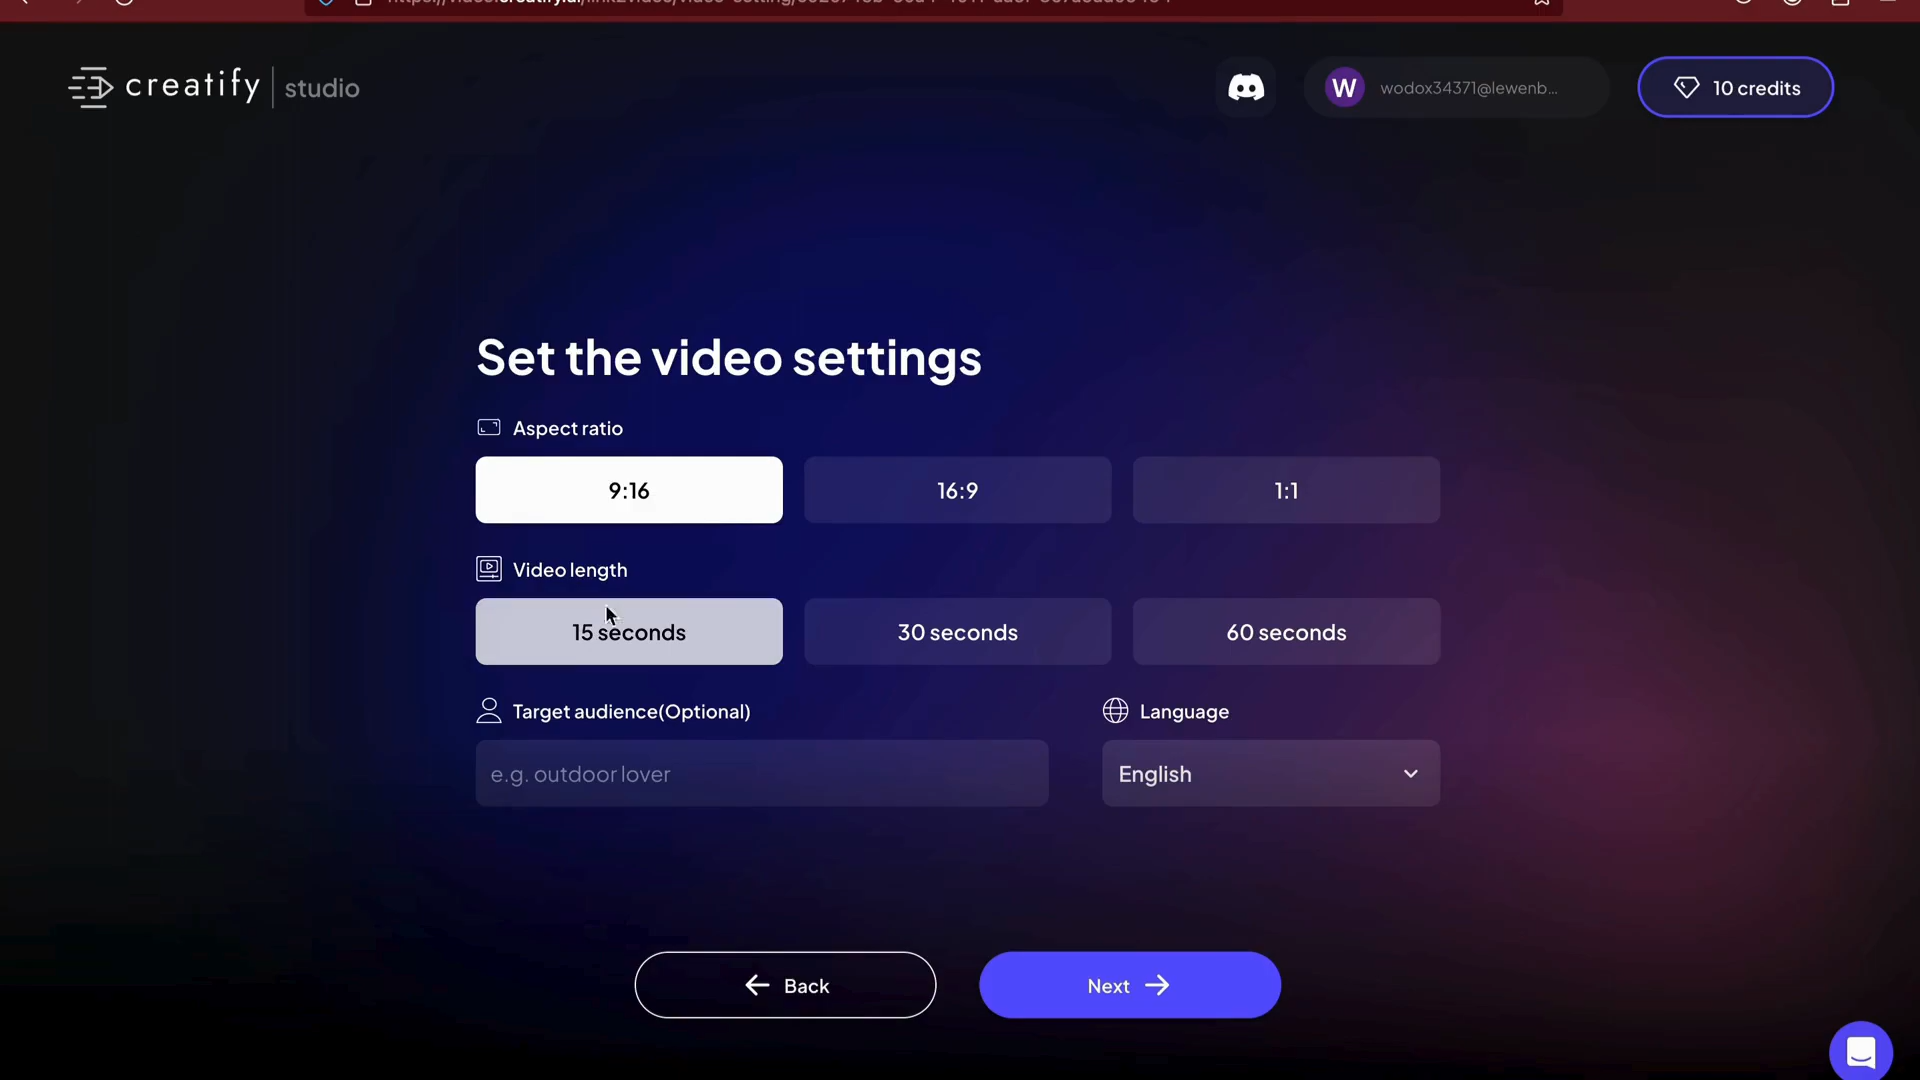 creatify studio
W wodox34371@lewenb...
10 credits
Set the video settings
Aspect ratio
9:16
16:9
1:1
Video length
15 seconds
30 seconds
60 seconds
Target audience(Optional)
Language
e.g. outdoor lover
English
Back
Next